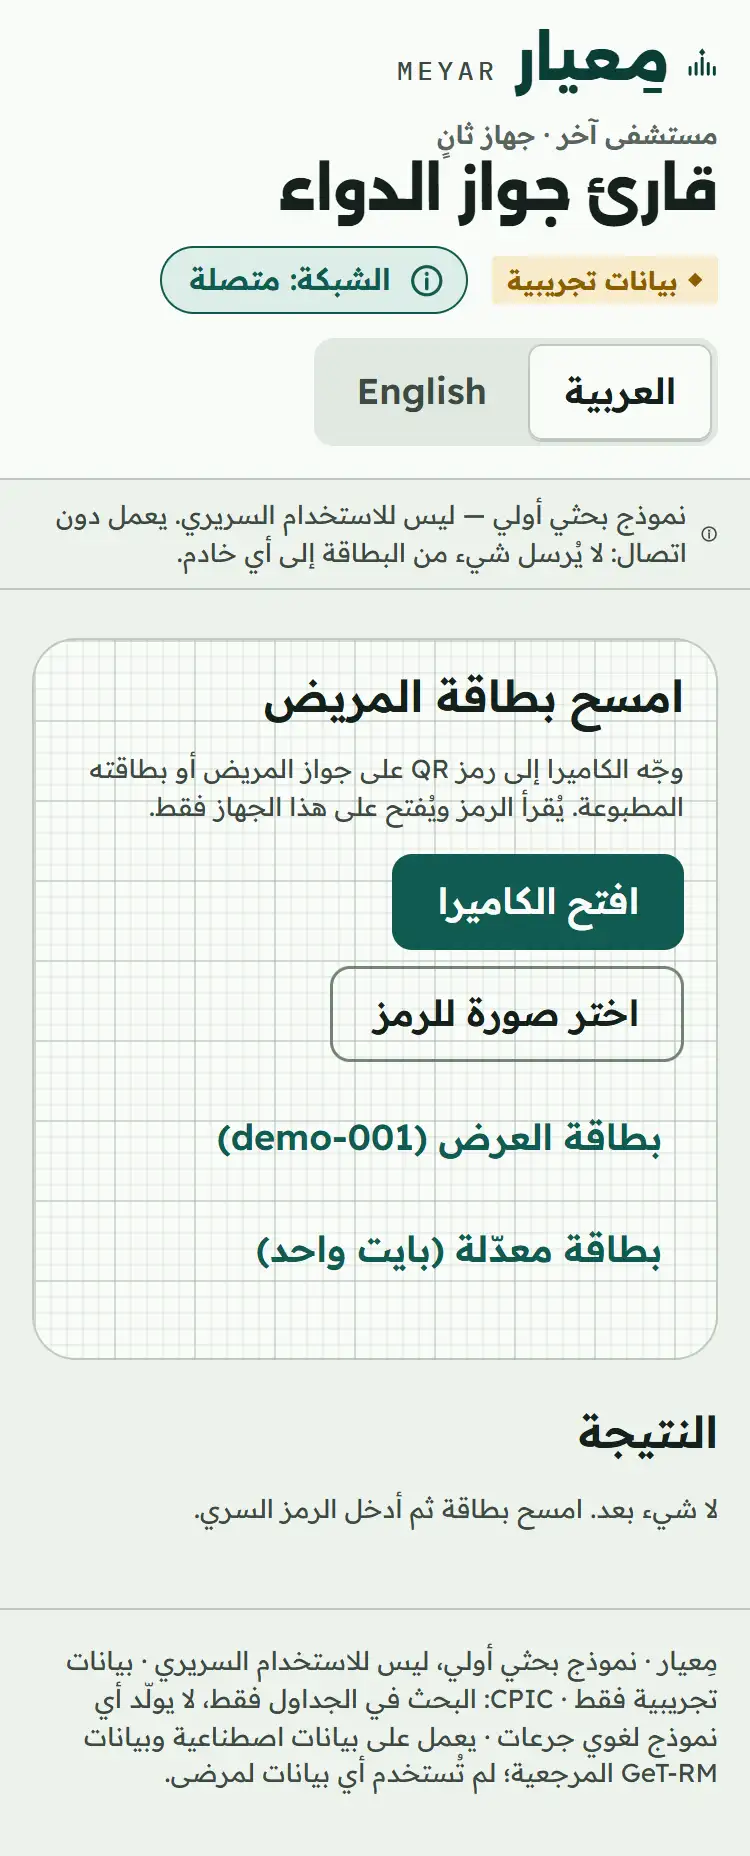 مِعيار MEYAR
مستشفى آخر · جهاز ثانٍ
قارئ جواز الدواء
بيانات تجريبية
الشبكة: متصلة
العربية
English
نموذج بحثي أولي — ليس للاستخدام السريري. يعمل دون
اتصال: لا يُرسل شيء من البطاقة إلى أي خادم.
امسح بطاقة المريض
وجّه الكاميرا إلى رمز QR على جواز المريض أو بطاقته
المطبوعة. يُقرأ الرمز ويُفتح على هذا الجهاز فقط.
افتح الكاميرا
اختر صورة للرمز
بطاقة العرض (demo-001)
بطاقة معدّلة (بايت واحد)
النتيجة
لا شيء بعد. امسح بطاقة ثم أدخل الرمز السري.
مِعيار · نموذج بحثي أولي، ليس للاستخدام السريري · بيانات
تجريبية فقط · CPIC: البحث في الجداول فقط، لا يولّد أي
نموذج لغوي جرعات · يعمل على بيانات اصطناعية وبيانات
GeT-RM المرجعية؛ لم تُستخدم أي بيانات لمرضى.